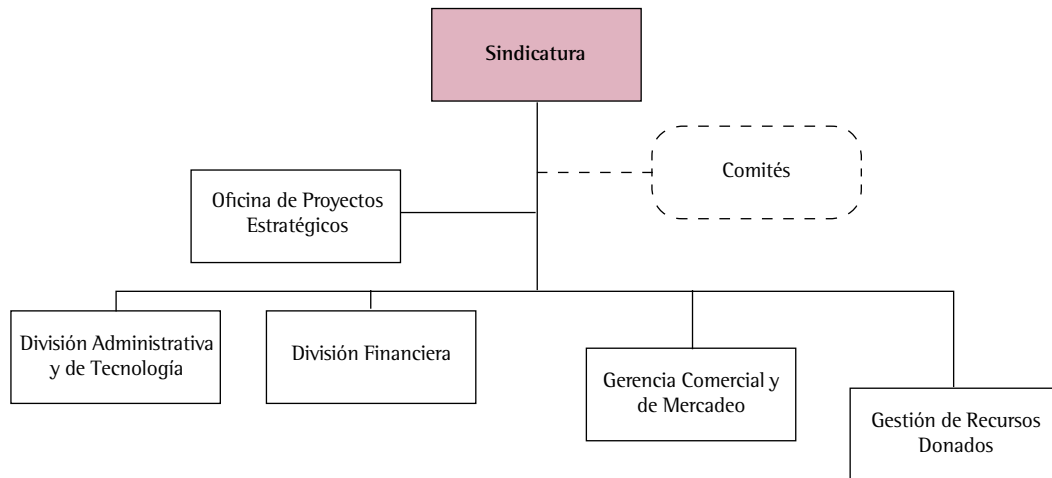 Sindicatura
Comités
Oficina de Proyectos
Estratégicos
División Administrativa
y de Tecnología
División Financiera
Gerencia Comercial y
de Mercadeo
Gestión de Recursos
Donados